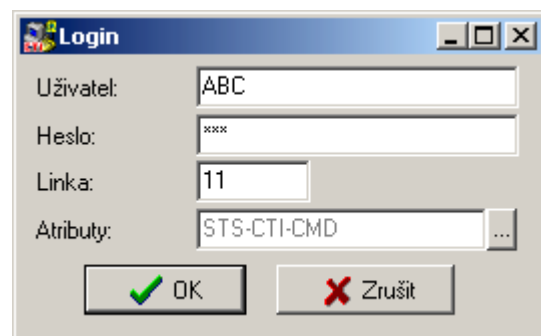 Login
Uživatel: ABC
Heslo: ***
Linka: 11
Atributy: STS-CTI-CMD ...
OK Zrušit